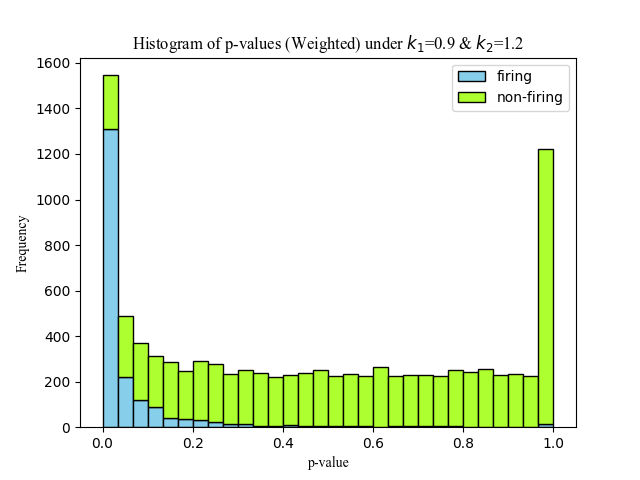 Histogram of p-values (Weighted) under k₁=0.9 & k₂=1.2
firing
non-firing
1600
1400
1200
1000
800
600
400
200
0
Frequency
0.0 0.2 0.4 0.6 0.8 1.0
p-value